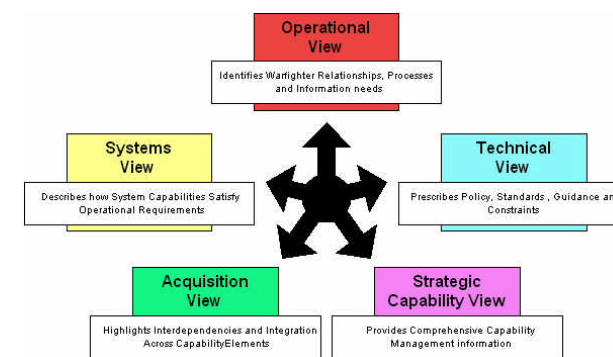 Operational
View
Identifies Warfighter Relationships, Processes
and Information needs
Systems
View
Describes how System Capabilities Satisfy
Operational Requirements
Technical
View
Prescribes Policy, Standards , Guidance an
Constraints
Acquisition
View
Highlights Interdependencies and Integration
Across CapabilityElements
Strategic
Capability View
Provides Comprehensive Capability
Management information